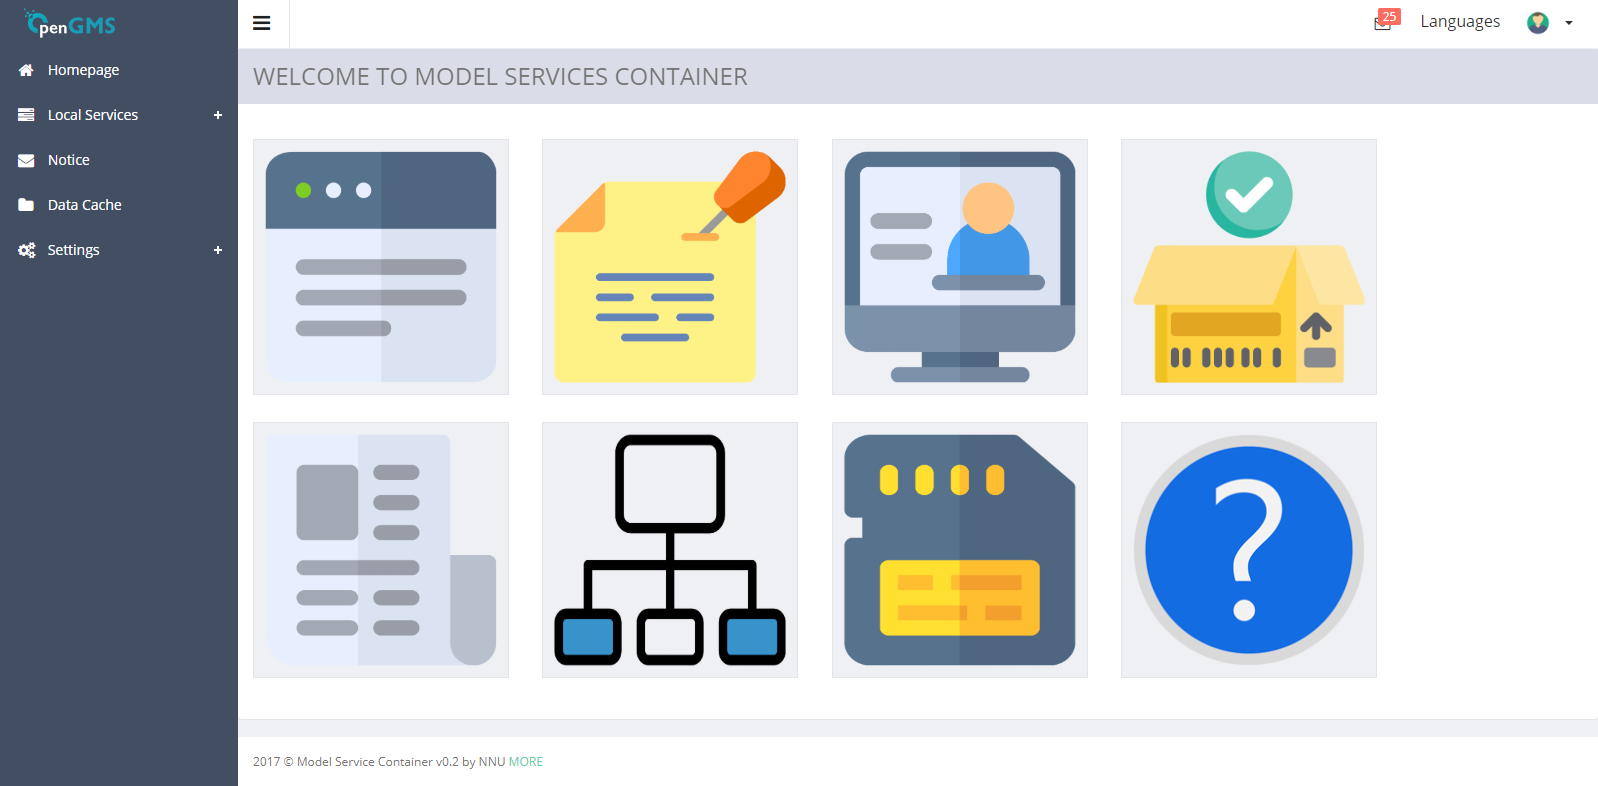 OpenGMS
25
Languages
Homepage
Local Services +
Notice
Data Cache
Settings +
WELCOME TO MODEL SERVICES CONTAINER
?
2017 © Model Service Container v0.2 by NNU MORE